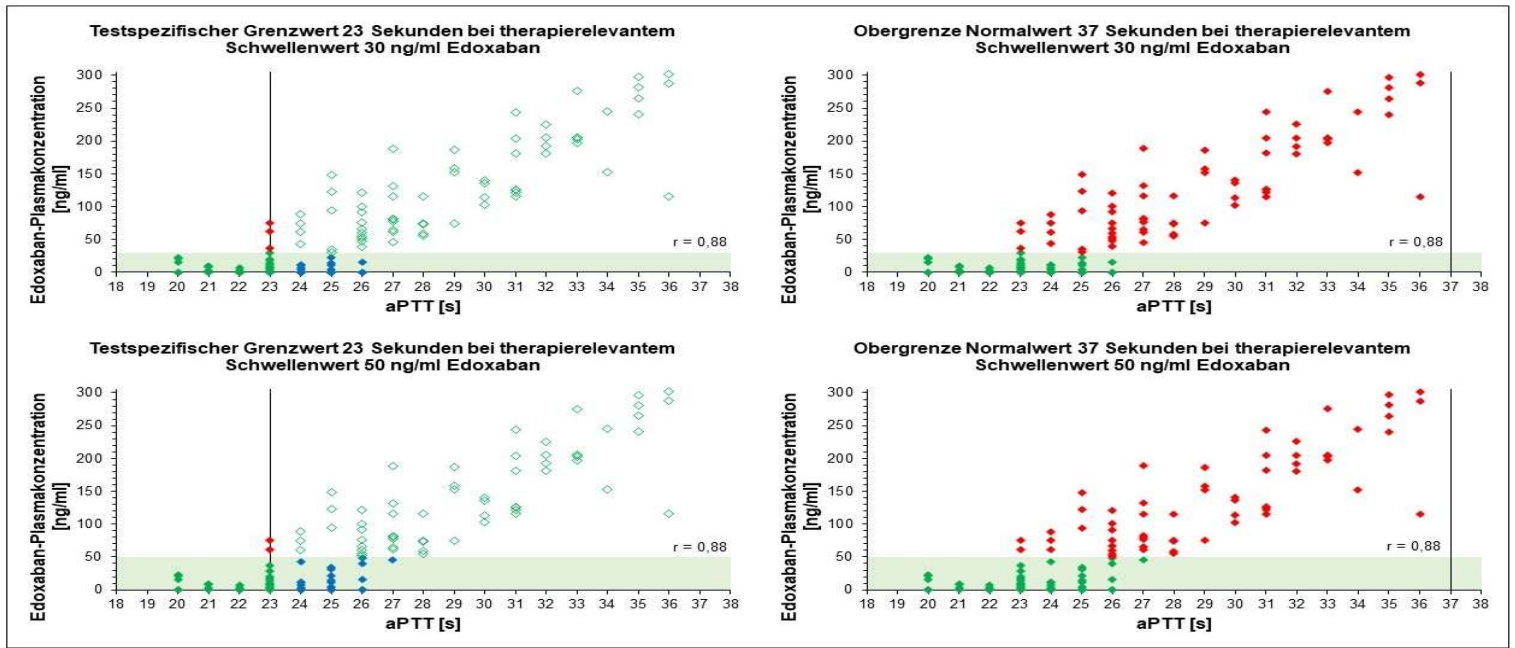 Testspezifischer Grenzwert 23 Sekunden bei therapierelevantem
Schwellenwert 30 ng/ml Edoxaban
Edoxaban-Plasmakonzentration
[ng/ml]
300
250
200
150
100
50
0
r = 0,88
18 19 20 21 22 23 24 25 26 27 28 29 30 31 32 33 34 35 36 37 38
aPTT [s]
Obergrenze Normalwert 37 Sekunden bei therapierelevantem
Schwellenwert 30 ng/ml Edoxaban
Edoxaban-Plasmakonzentration
[ng/ml]
300
250
200
150
100
50
0
r = 0,88
18 19 20 21 22 23 24 25 26 27 28 29 30 31 32 33 34 35 36 37 38
aPTT [s]
Testspezifischer Grenzwert 23 Sekunden bei therapierelevantem
Schwellenwert 50 ng/ml Edoxaban
Edoxaban-Plasmakonzentration
[ng/ml]
300
250
200
150
100
50
0
r = 0,88
18 19 20 21 22 23 24 25 26 27 28 29 30 31 32 33 34 35 36 37 38
aPTT [s]
Obergrenze Normalwert 37 Sekunden bei therapierelevantem
Schwellenwert 50 ng/ml Edoxaban
Edoxaban-Plasmakonzentration
[ng/ml]
300
250
200
150
100
50
0
r = 0,88
18 19 20 21 22 23 24 25 26 27 28 29 30 31 32 33 34 35 36 37 38
aPTT [s]